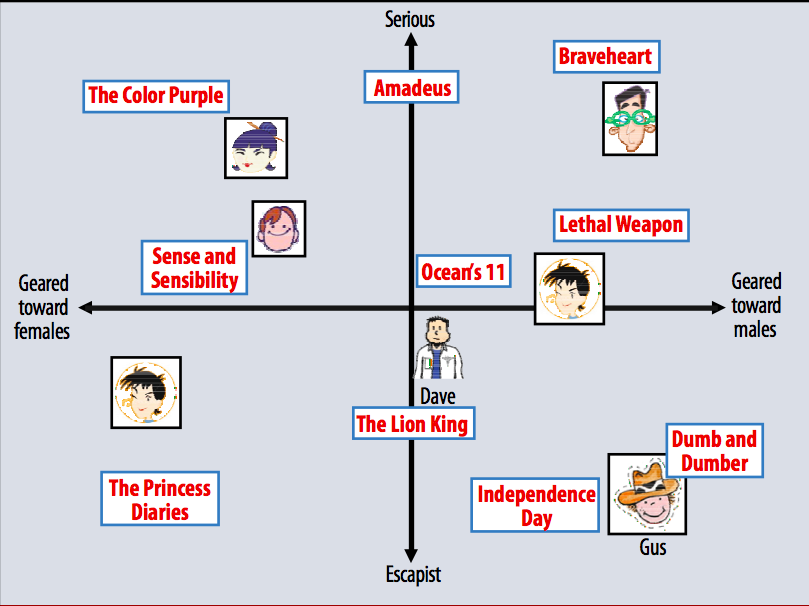 Serious
Braveheart
Amadeus
The Color Purple
Lethal Weapon
Sense and
Sensibility
Ocean's 11
Geared
toward
females
Geared
toward
males
Dave
The Lion King
Dumb and
Dumber
The Princess
Diaries
Independence
Day
Gus
Escapist